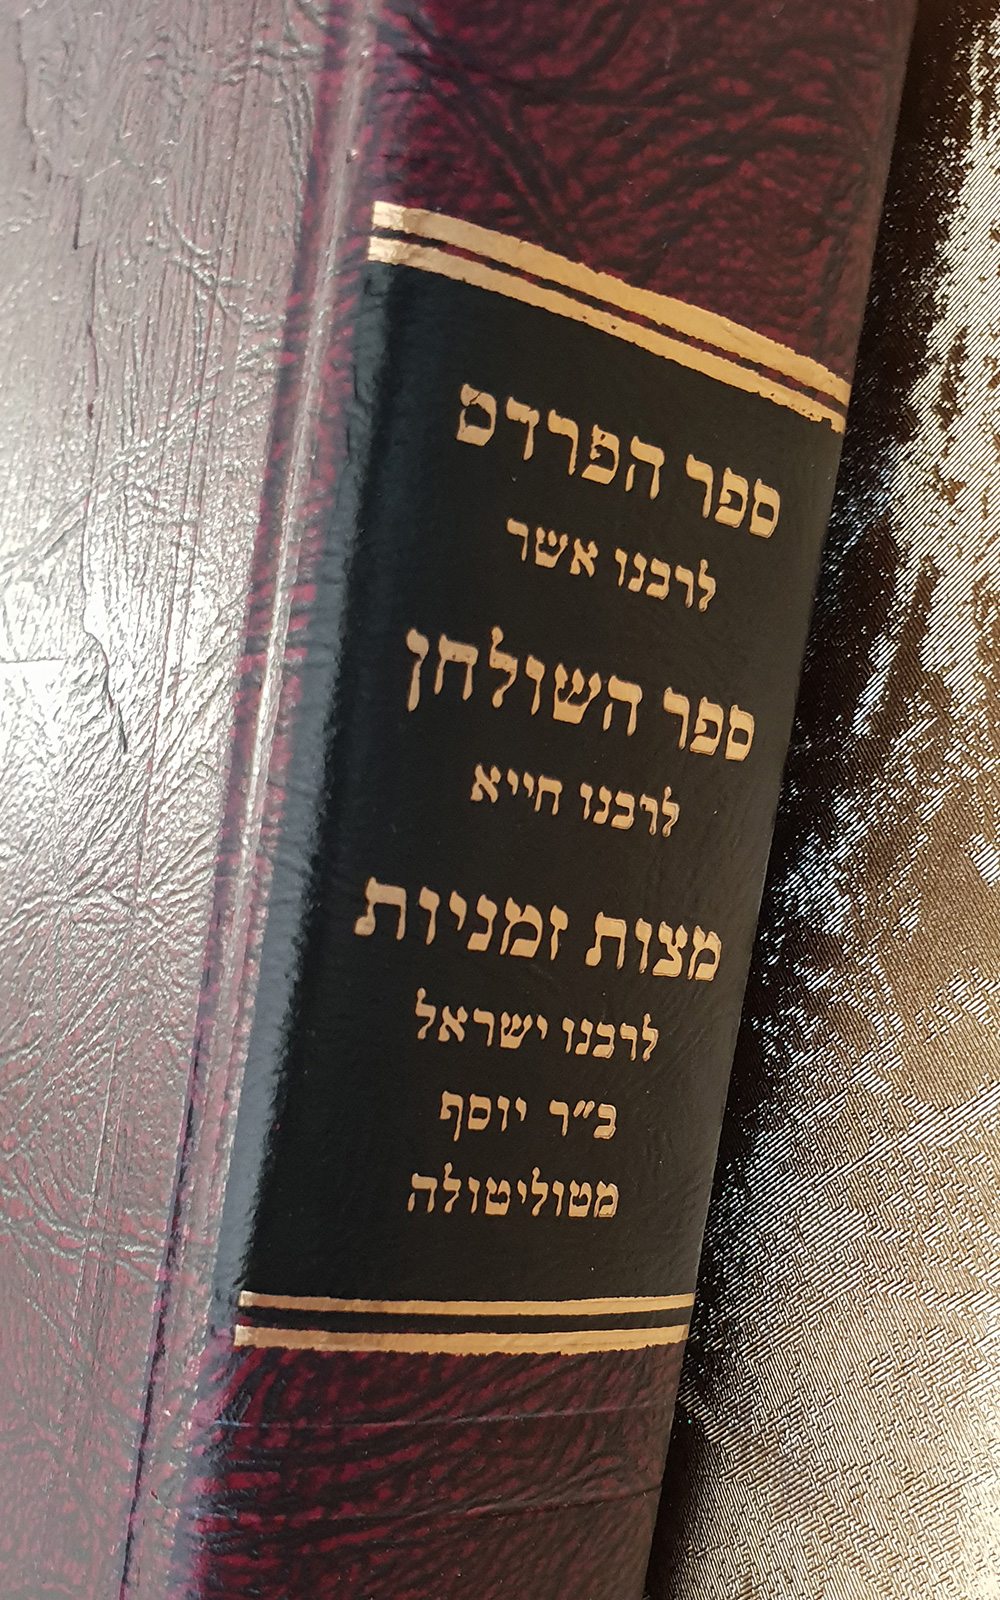 ספר הפרדס
לרבנו אשר
ספר השולחן
לרבנו חייא
מצות זמניות
לרבנו ישראל
ב״ר יוסף
מטוליטולה